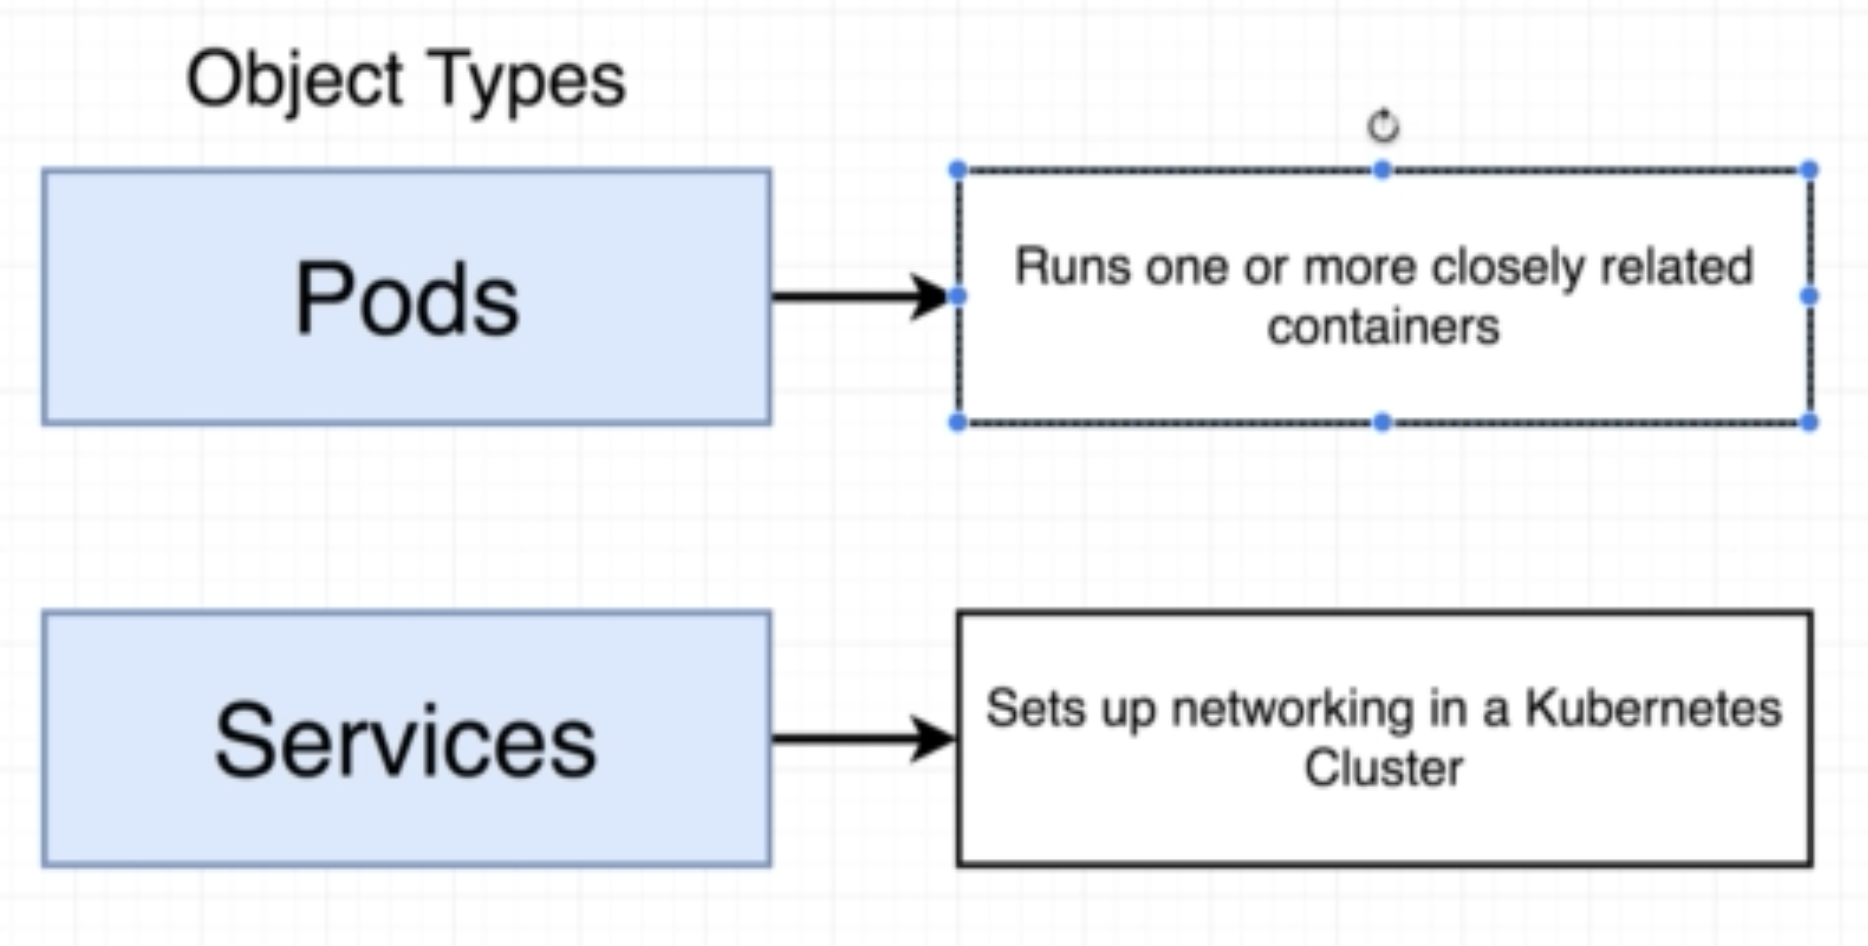 Object Types
Pods
Runs one or more closely related
containers
Services
Sets up networking in a Kubernetes
Cluster